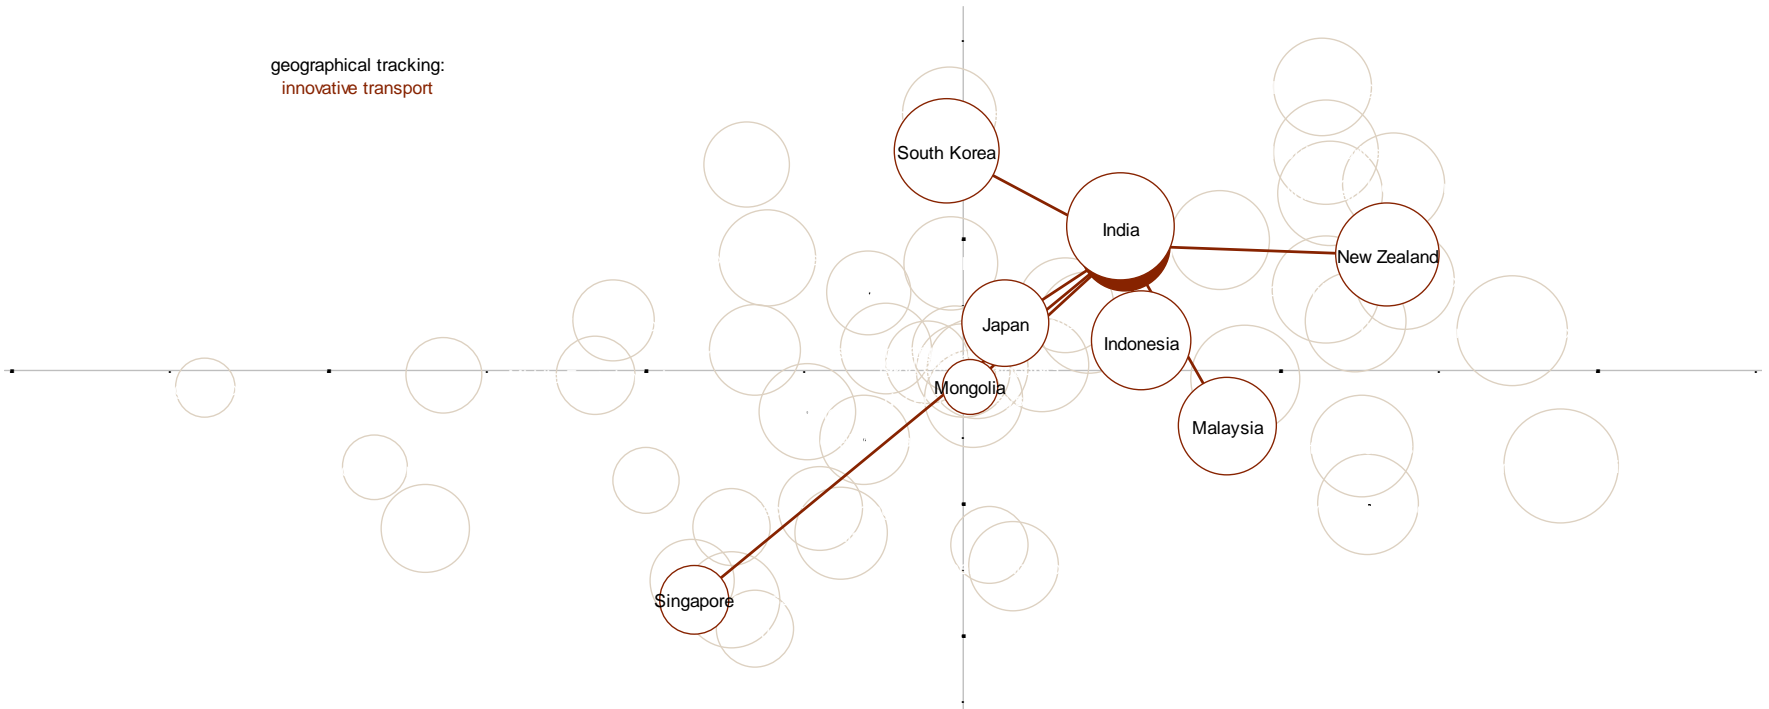 geographical tracking:
innovative transport
South Korea
India
New Zealand
Japan
Indonesia
Mongolia
Malaysia
Singapore